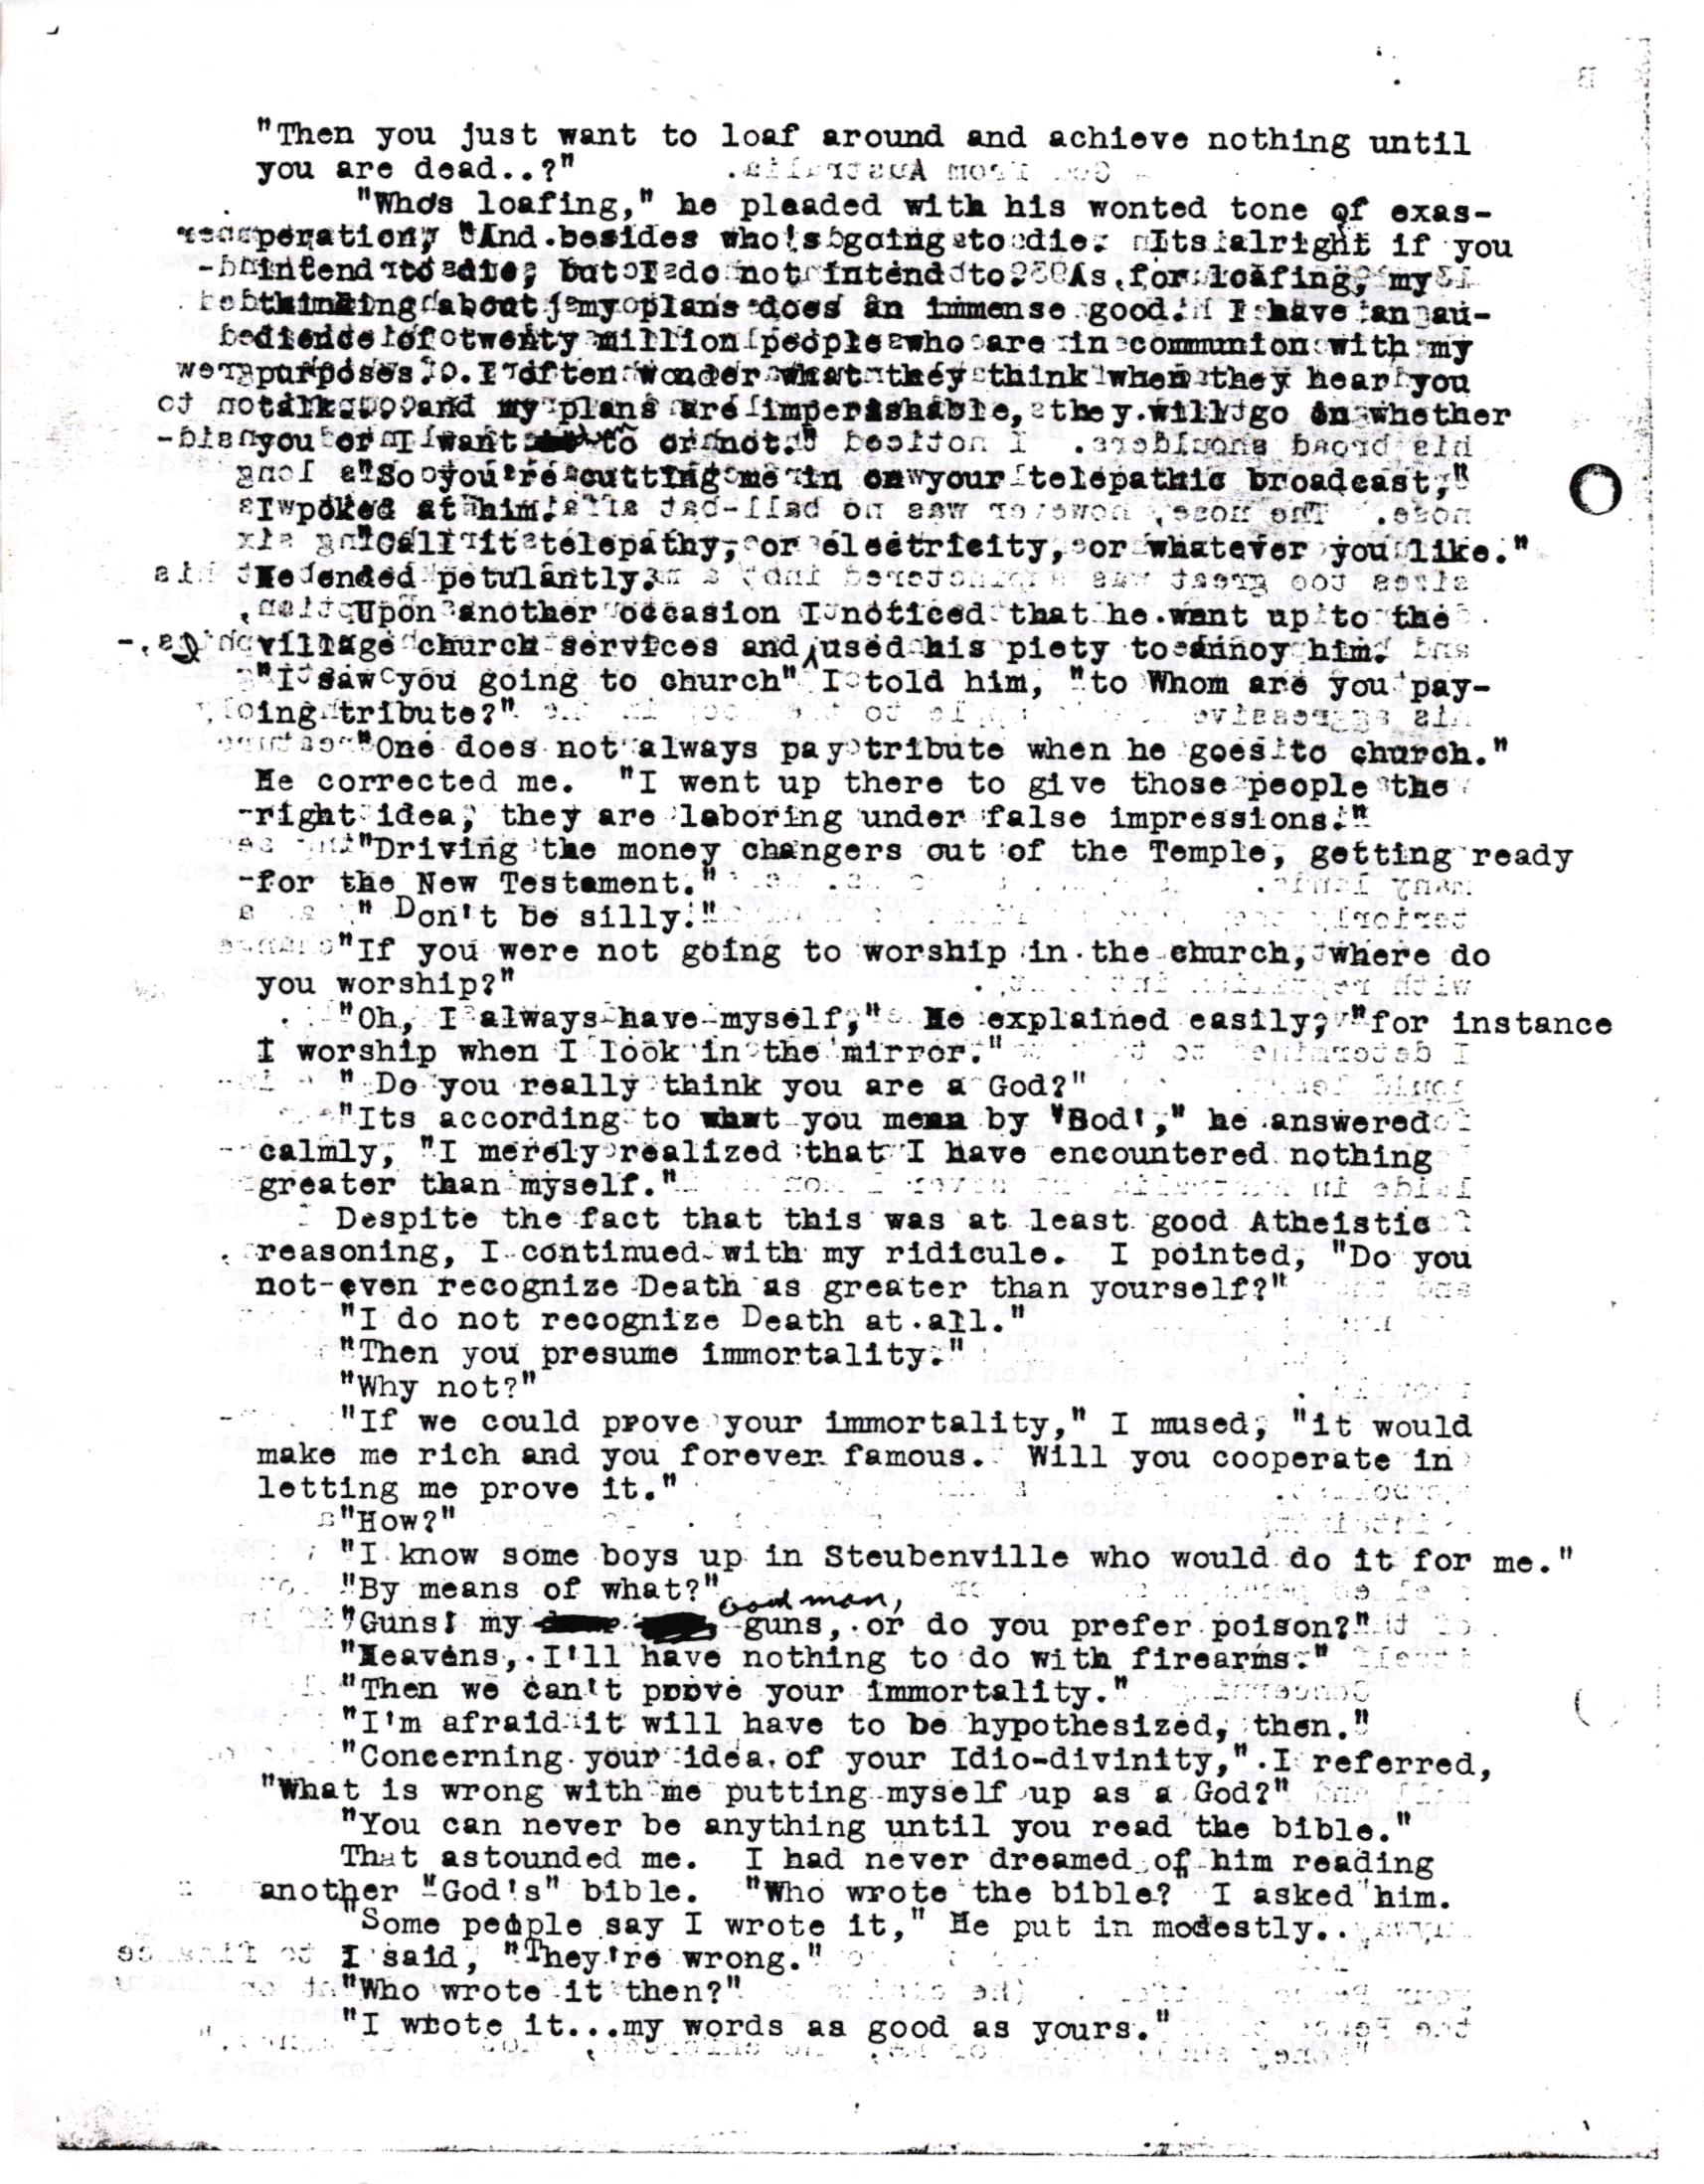 "Then you just want to loaf around and achieve nothing until
you are dead..?"
"Who's loafing," he pleaded with his wonted tone of exas-
peration, "And besides who's going to die. Its alright if you
intend to die, but I do not intend to. As for loafing, my
thinking about my plans does an immense good. I have an au-
dience of twenty million people who are in communion with my
purposes. I often wonder what they think when they hear you
talk... and my plans are imperishable, they will go on whether
you or I want to or not."
"So you're cutting me in on your telepathic broadcast,"
I poked at him.
"Call it telepathy, or electricity, or whatever you like."
He ended petulantly.
Upon another occasion I noticed that he went up to the
village church services and used his piety to annoy him.
"I saw you going to church" I told him, "to Whom are you pay-
ing tribute?"
"One does not always pay tribute when he goes to church."
He corrected me. "I went up there to give those people the
right idea, they are laboring under false impressions."
"Driving the money changers out of the Temple, getting ready
for the New Testament."
" Don't be silly."
"If you were not going to worship in the church, where do
you worship?"
"Oh, I always have myself," He explained easily, "for instance
I worship when I look in the mirror."
" Do you really think you are a God?"
"Its according to what you mean by 'God'," he answered
calmly, "I merely realized that I have encountered nothing
greater than myself."
Despite the fact that this was at least good Atheistic
reasoning, I continued with my ridicule. I pointed, "Do you
not even recognize Death as greater than yourself?"
"I do not recognize Death at all."
"Then you presume immortality."
"Why not?"
"If we could prove your immortality," I mused, "it would
make me rich and you forever famous. Will you cooperate in
letting me prove it."
"How?"
"I know some boys up in Steubenville who would do it for me."
"By means of what?"
"Guns! my good man, guns, or do you prefer poison?"
"Heavens, I'll have nothing to do with firearms."
"Then we can't prove your immortality."
"I'm afraid it will have to be hypothesized, then."
"Concerning your idea of your Idio-divinity," I referred,
"What is wrong with me putting myself up as a God?"
"You can never be anything until you read the bible."
That astounded me. I had never dreamed of him reading
another "God's" bible. "Who wrote the bible?" I asked him.
"Some people say I wrote it," He put in modestly..
I said, "They're wrong."
"Who wrote it then?"
"I wrote it...my words as good as yours."